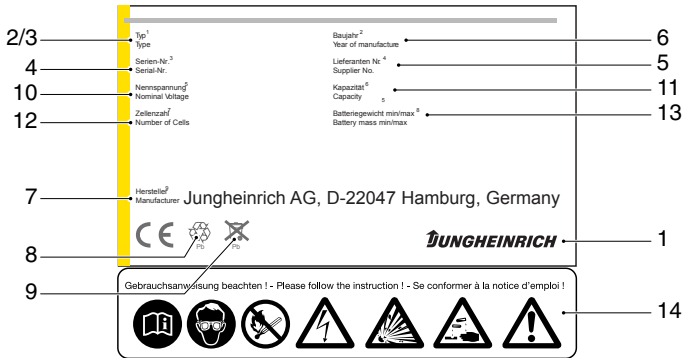 2/3
Typ¹
Type
Baujahr²
Year of manufacture
6
4
Serien-Nr.³
Serial-Nr.
Lieferanten Nr.⁴
Supplier No.
5
10
Nennspannung⁵
Nominal Voltage
Kapazität⁶
Capacity
5
11
12
Zellenzahl⁷
Number of Cells
Batteriegewicht min/max⁸
Battery mass min/max
13
7
Hersteller⁹
Manufacturer Jungheinrich AG, D-22047 Hamburg, Germany
8
CE
Pb
Pb
JUNGHEINRICH
1
9
Gebrauchsanweisung beachten ! - Please follow the instruction ! - Se conformer à la notice d'emploi !
14